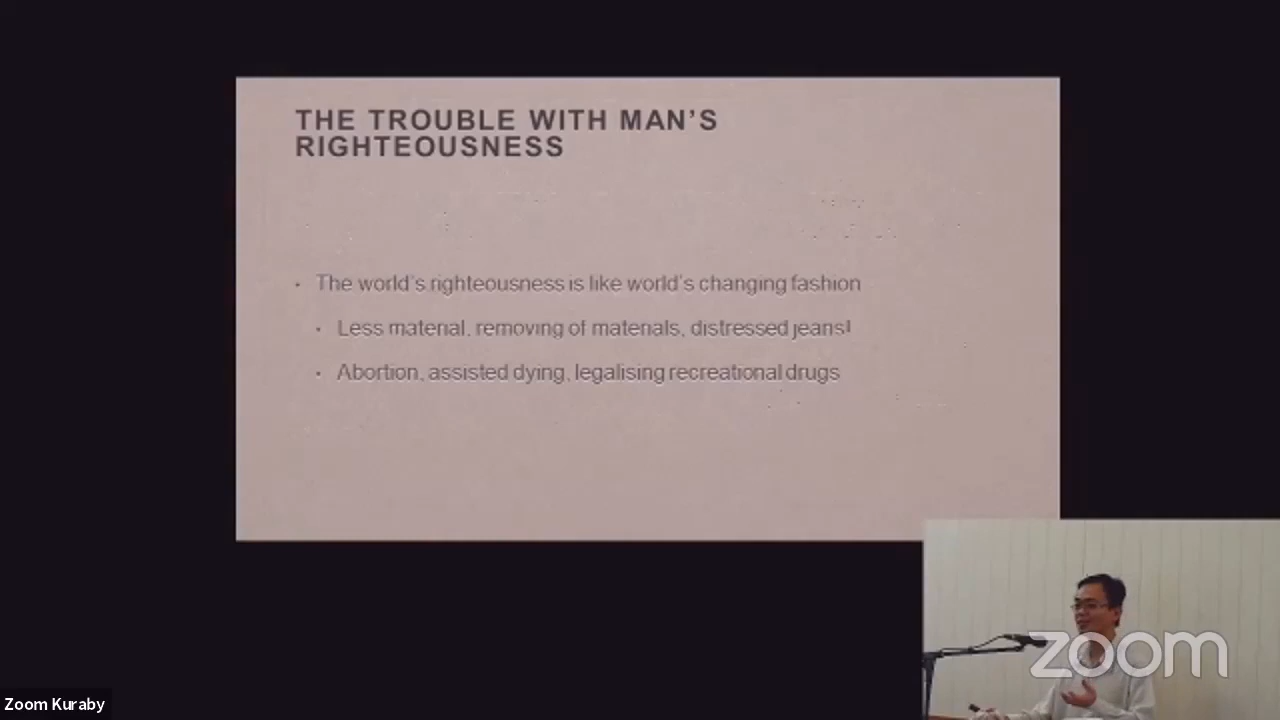 THE TROUBLE WITH MAN'S
RIGHTEOUSNESS
• The world's righteousness is like world's changing fashion
• Less material, removing of materials, distressed jeans!
• Abortion, assisted dying, legalising recreational drugs
zoom
Zoom Kuraby